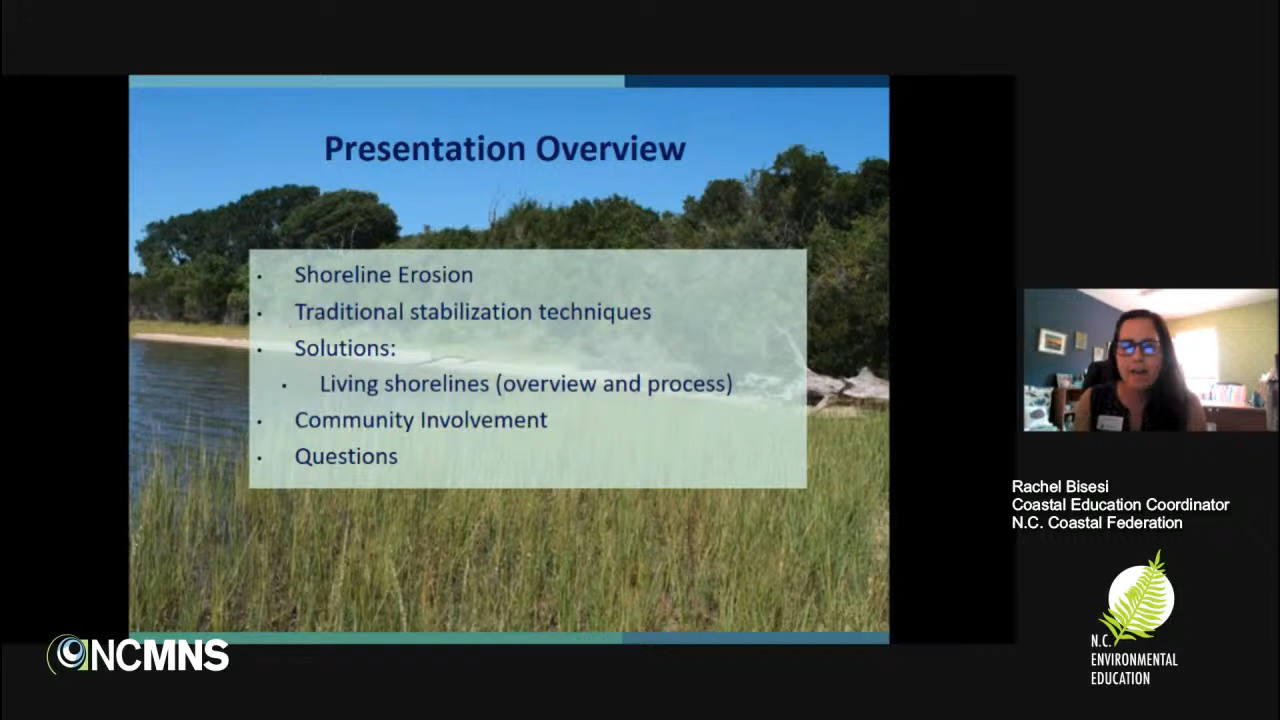 Presentation Overview
Shoreline Erosion
Traditional stabilization techniques
Solutions:
Living shorelines (overview and process)
Community Involvement
Questions
Rachel Bisesi
Coastal Education Coordinator
N.C. Coastal Federation
NCMNS
N.C.
ENVIRONMENTAL
EDUCATION